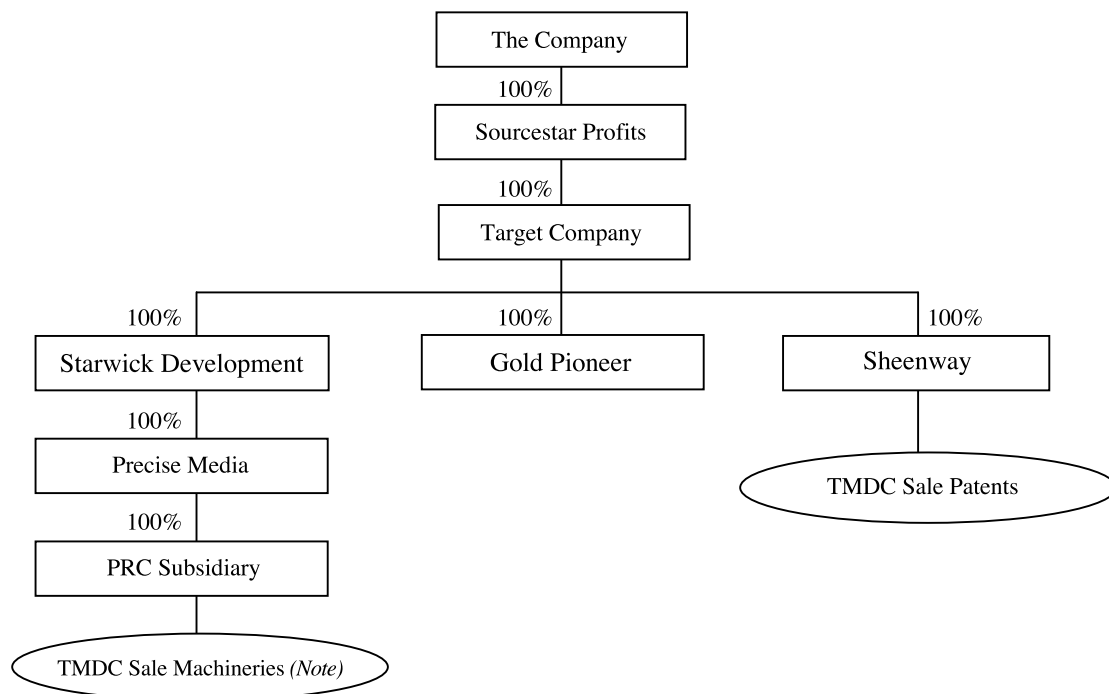 The Company
100%
Sourcestar Profits
100%
Target Company
100% 100% 100%
Starwick Development Gold Pioneer Sheenway
100%
Precise Media
TMDC Sale Patents
100%
PRC Subsidiary
TMDC Sale Machineries (Note)